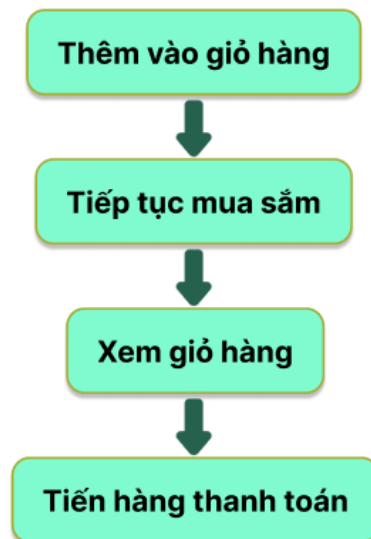 Thêm vào giỏ hàng
Tiếp tục mua sắm
Xem giỏ hàng
Tiến hàng thanh toán